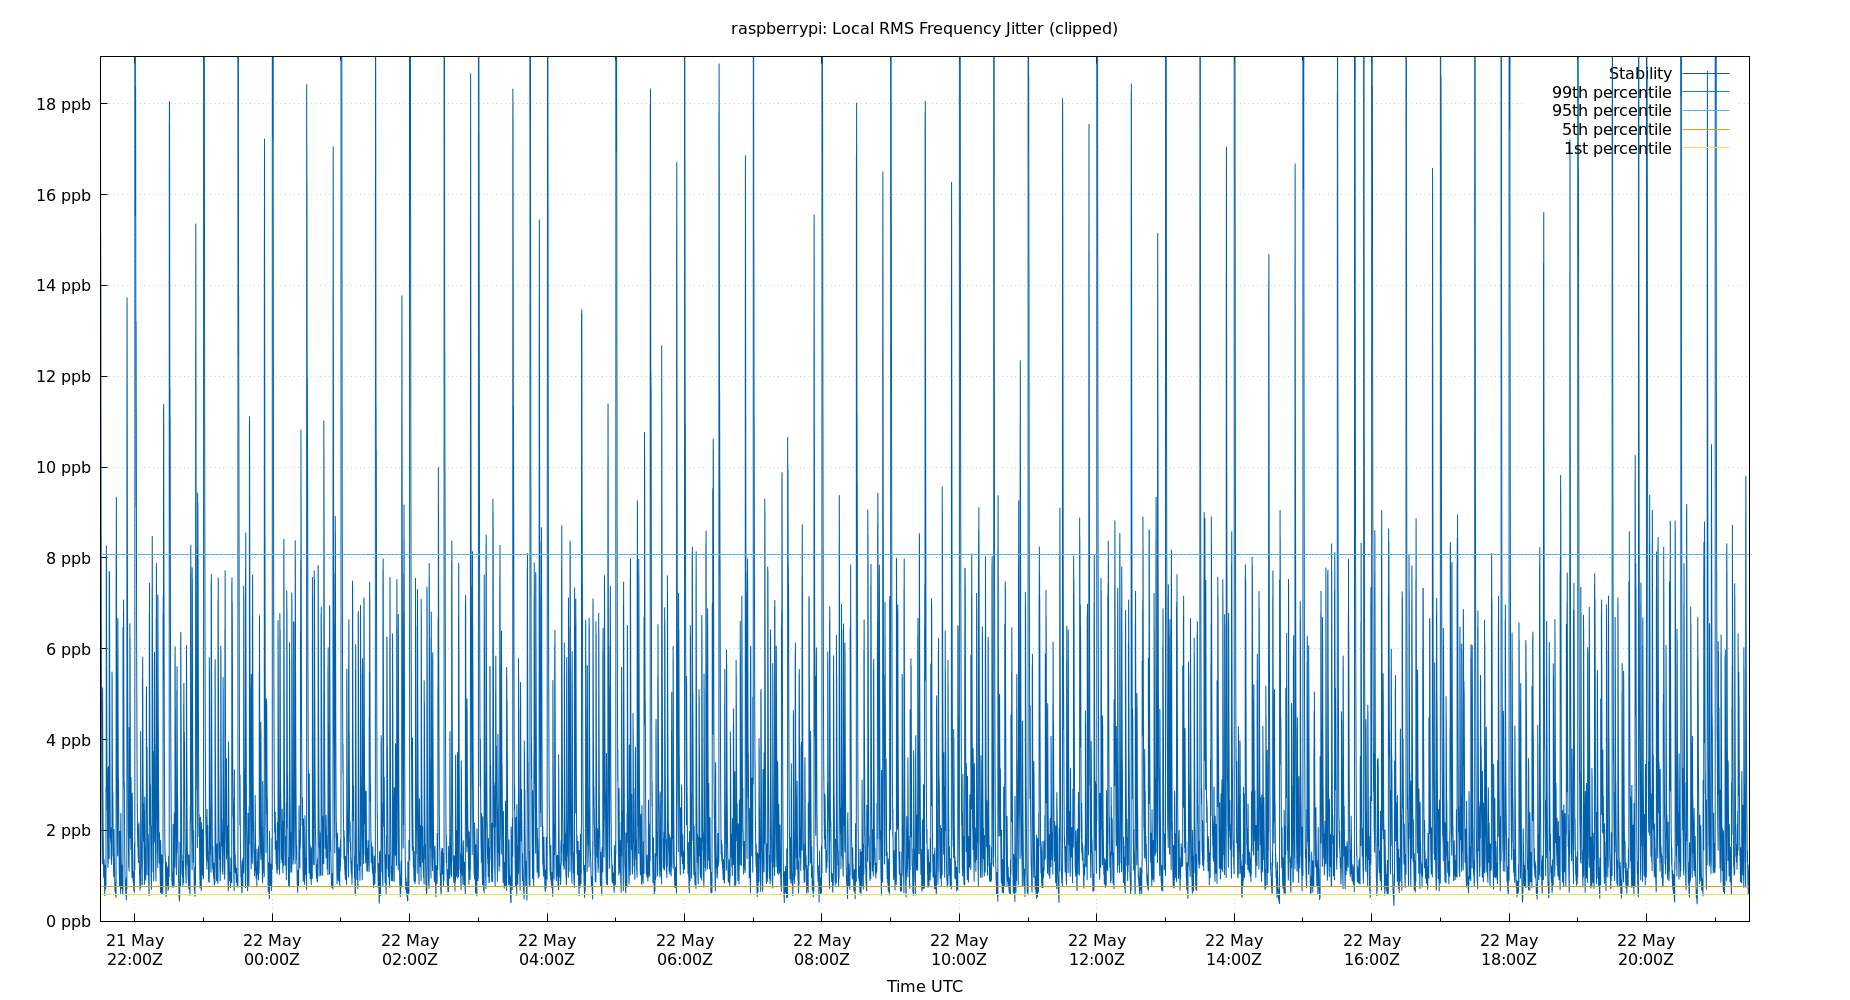 raspberrypi: Local RMS Frequency Jitter (clipped)
Stability
99th percentile
95th percentile
5th percentile
1st percentile
18 ppb
16 ppb
14 ppb
12 ppb
10 ppb
8 ppb
6 ppb
4 ppb
2 ppb
0 ppb
21 May 22 May 22 May 22 May 22 May 22 May 22 May 22 May 22 May 22 May 22 May 22 May
22:00Z 00:00Z 02:00Z 04:00Z 06:00Z 08:00Z 10:00Z 12:00Z 14:00Z 16:00Z 18:00Z 20:00Z
Time UTC